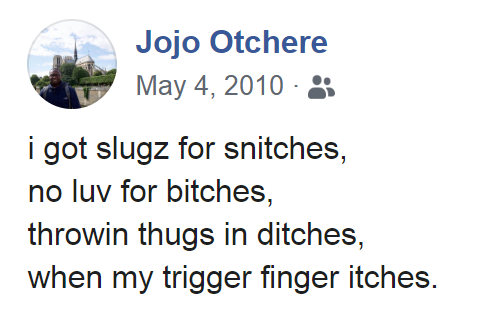 Jojo Otchere
May 4, 2010 ·
i got slugz for snitches,
no luv for bitches,
throwin thugs in ditches,
when my trigger finger itches.